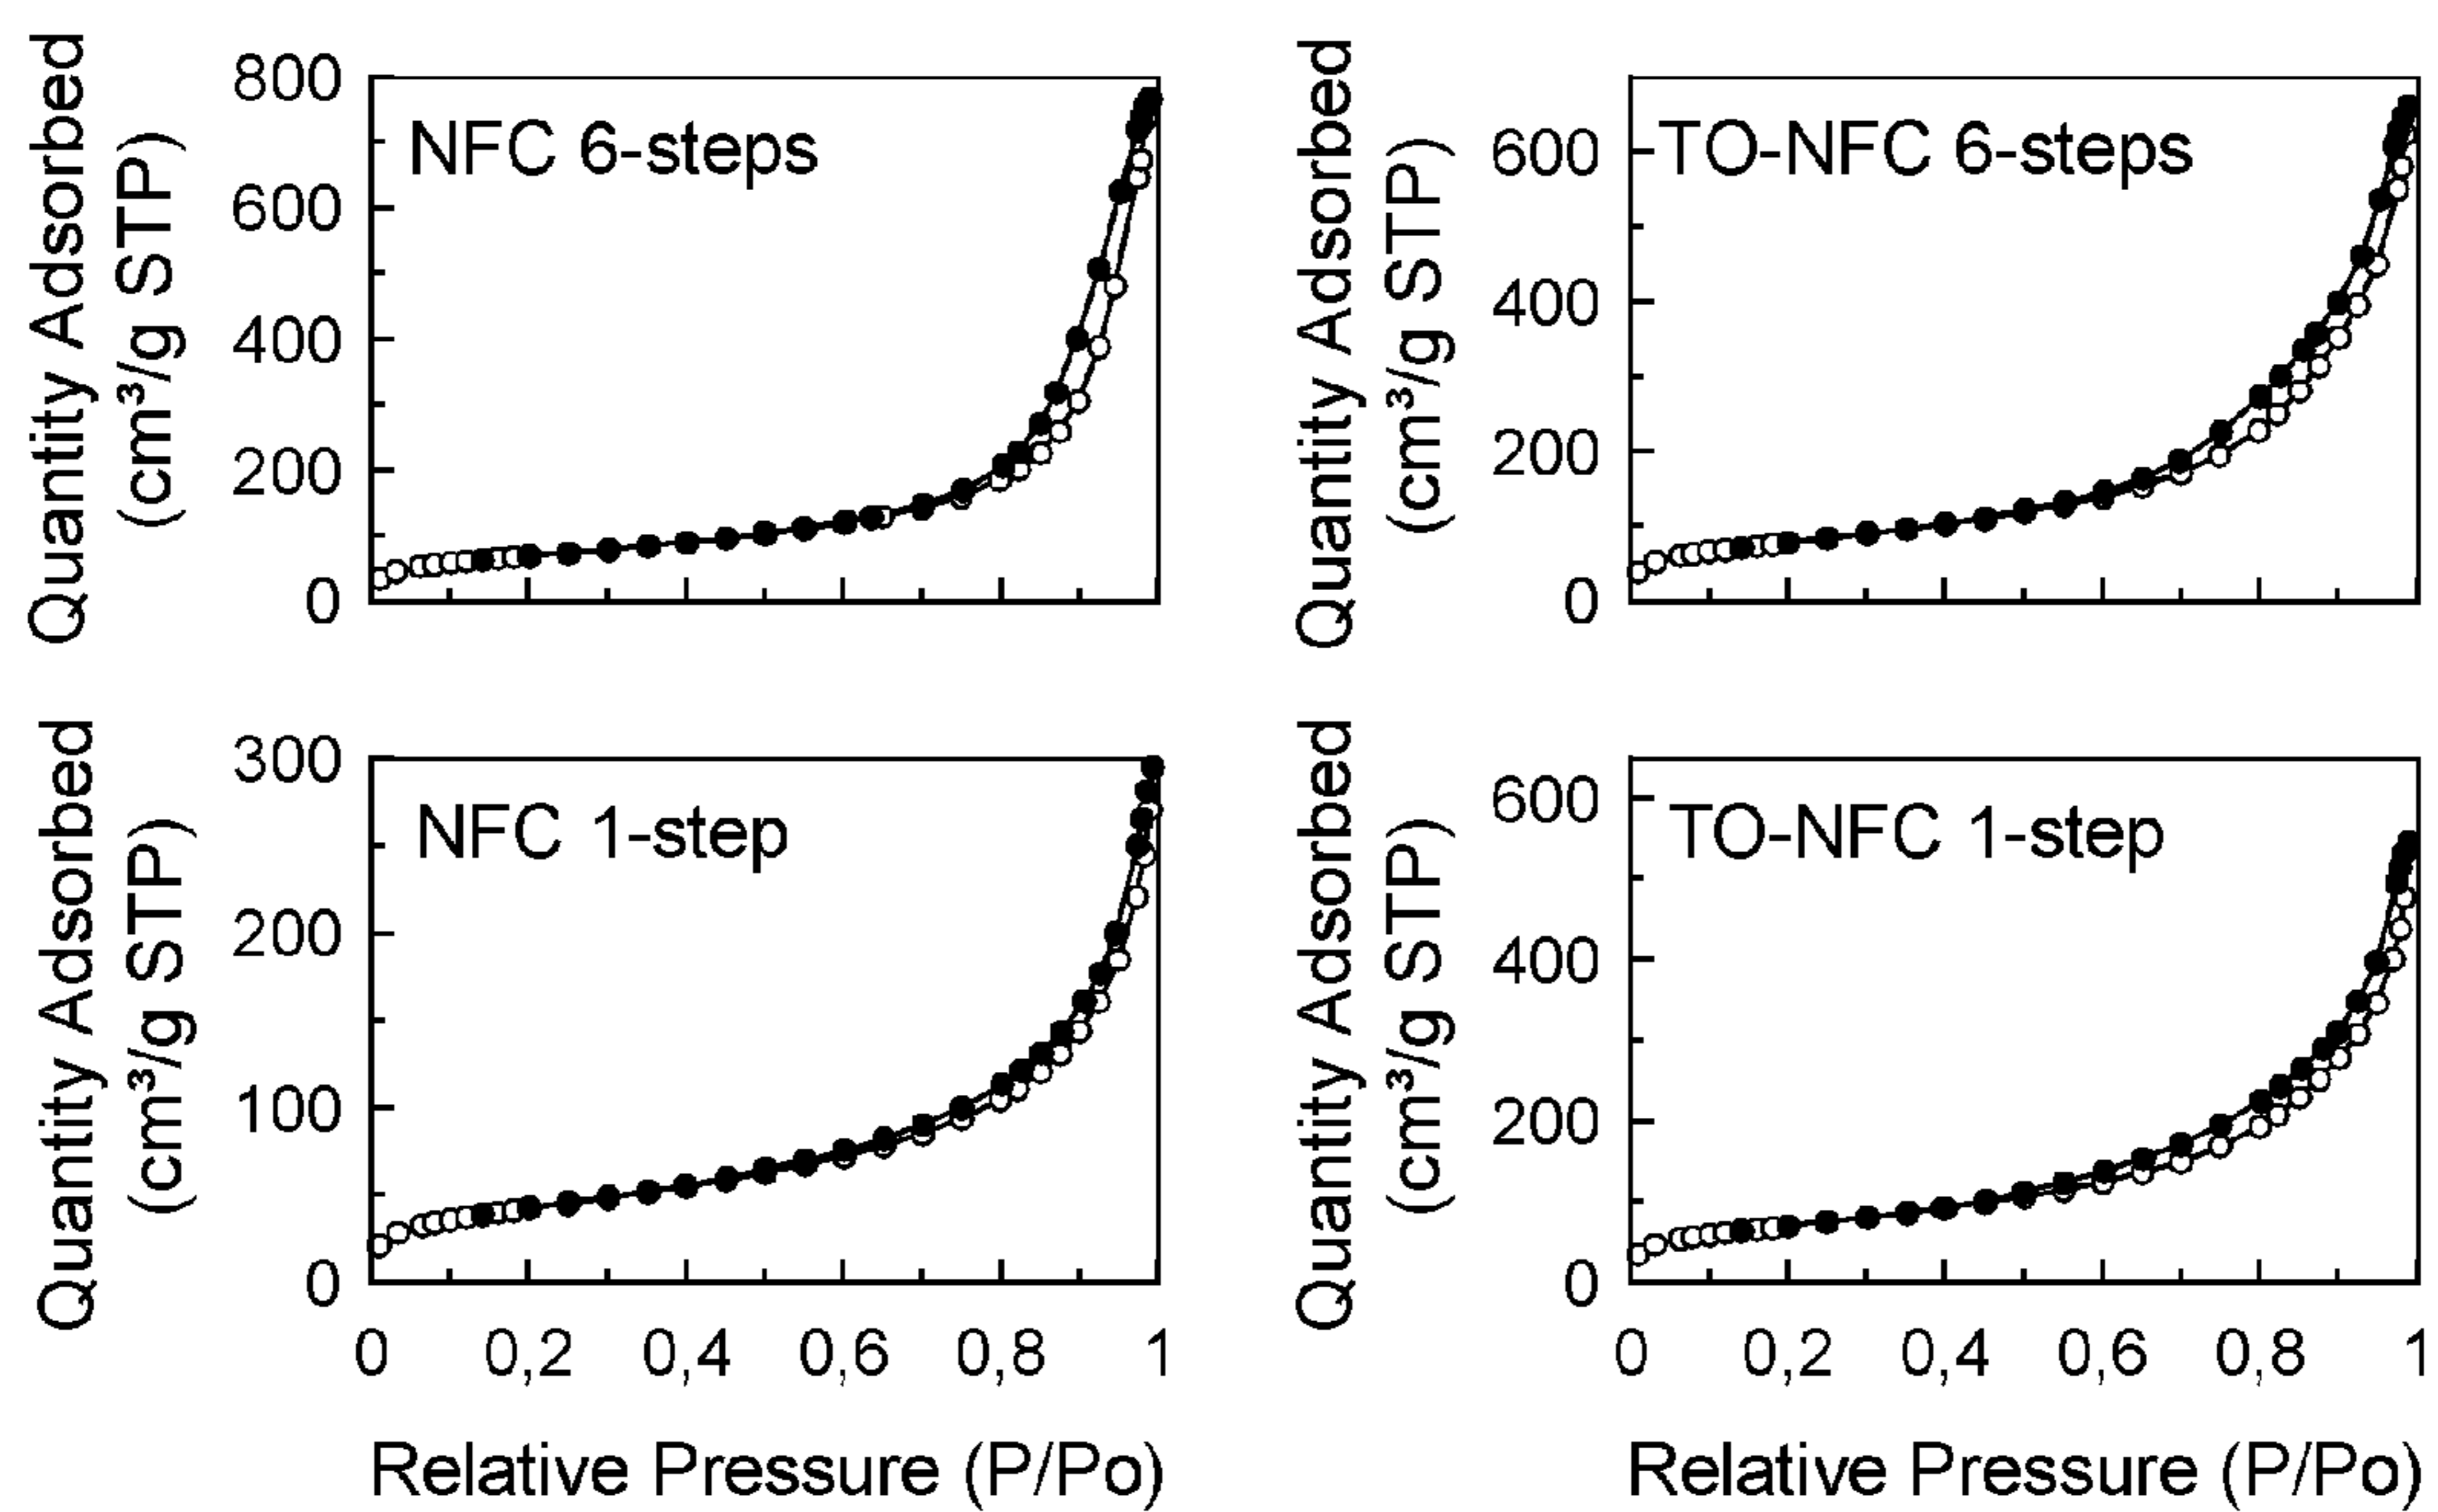 Quantity Adsorbed
(cm³/g STP)
800
600
400
200
0
NFC 6-steps
Quantity Adsorbed
(cm³/g STP)
600
400
200
0
TO-NFC 6-steps
Quantity Adsorbed
(cm³/g STP)
300
200
100
0
NFC 1-step
0 0,2 0,4 0,6 0,8 1
Relative Pressure (P/Po)
Quantity Adsorbed
(cm³/g STP)
600
400
200
0
TO-NFC 1-step
0 0,2 0,4 0,6 0,8 1
Relative Pressure (P/Po)